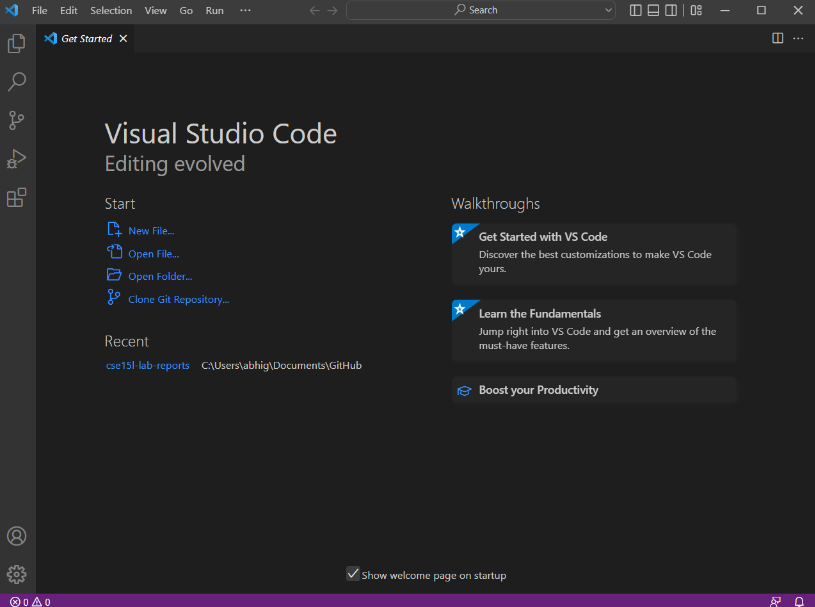 File Edit Selection View Go Run ··· Search
Get Started
Visual Studio Code
Editing evolved
Start
New File...
Open File...
Open Folder...
Clone Git Repository...
Recent
cse15l-lab-reports C:\Users\abhig\Documents\GitHub
Walkthroughs
Get Started with VS Code
Discover the best customizations to make VS Code
yours.
Learn the Fundamentals
Jump right into VS Code and get an overview of the
must-have features.
Boost your Productivity
Show welcome page on startup
0 0